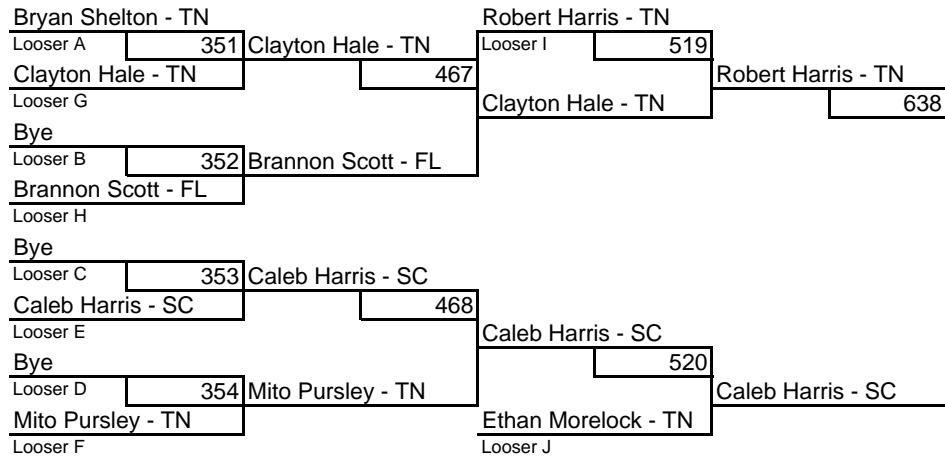 Bryan Shelton - TN Robert Harris - TN
Looser A 351 Clayton Hale - TN Looser I 519
Clayton Hale - TN 467 Robert Harris - TN
Looser G Clayton Hale - TN 638
Bye
Looser B 352 Brannon Scott - FL
Brannon Scott - FL
Looser H
Bye
Looser C 353 Caleb Harris - SC
Caleb Harris - SC 468
Looser E Caleb Harris - SC
Bye 520
Looser D 354 Mito Pursley - TN Caleb Harris - SC
Mito Pursley - TN Ethan Morelock - TN
Looser F Looser J